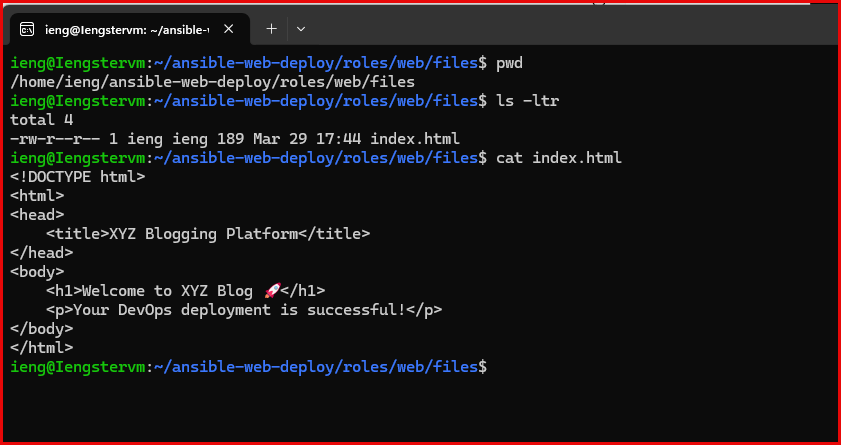 ieng@Iengstervm: ~/ansible-v
ieng@Iengstervm:~/ansible-web-deploy/roles/web/files$ pwd
/home/ieng/ansible-web-deploy/roles/web/files
ieng@Iengstervm:~/ansible-web-deploy/roles/web/files$ ls -ltr
total 4
-rw-r--r-- 1 ieng ieng 189 Mar 29 17:44 index.html
ieng@Iengstervm:~/ansible-web-deploy/roles/web/files$ cat index.html
<!DOCTYPE html>
<html>
<head>
    <title>XYZ Blogging Platform</title>
</head>
<body>
    <h1>Welcome to XYZ Blog 🚀</h1>
    <p>Your DevOps deployment is successful!</p>
</body>
</html>
ieng@Iengstervm:~/ansible-web-deploy/roles/web/files$